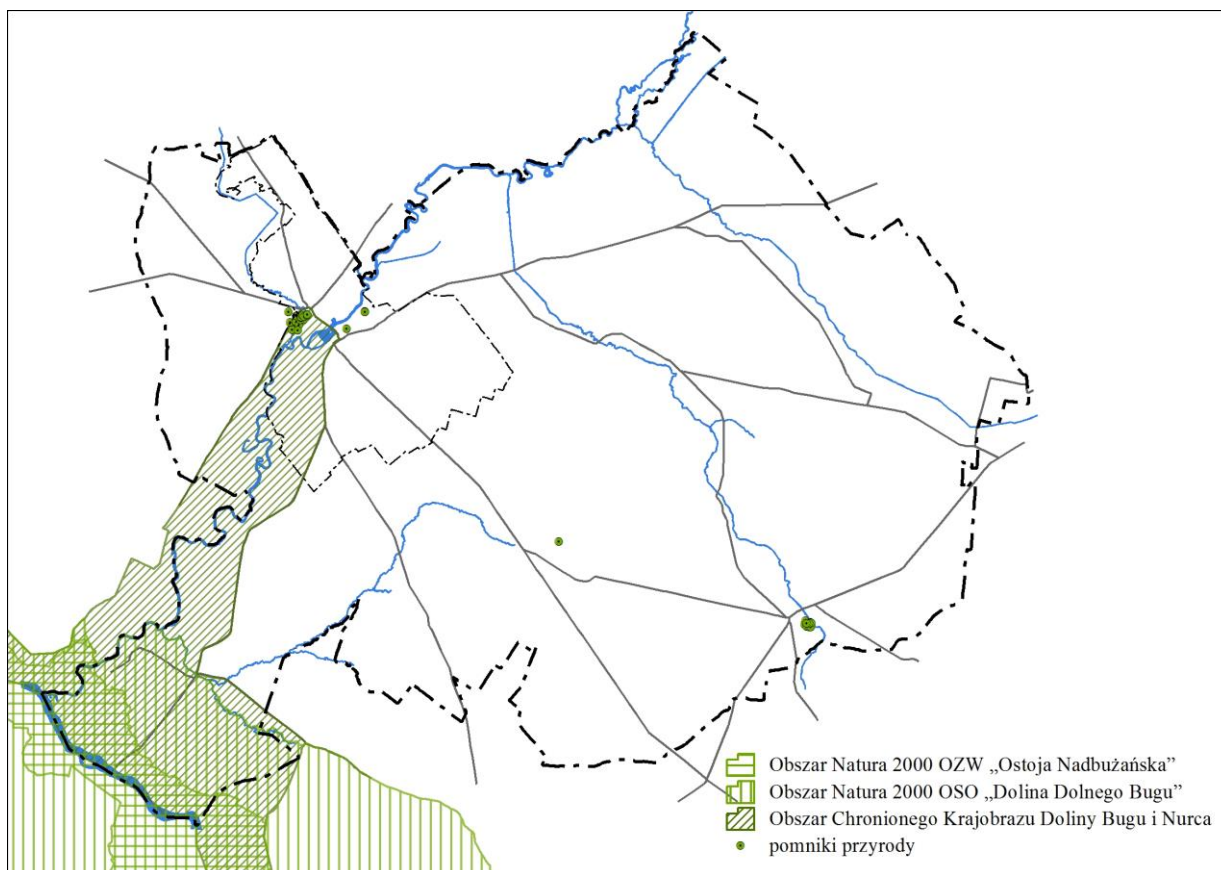 Obszar Natura 2000 OZW „Ostoja Nadbużańska”
Obszar Natura 2000 OSO „Dolina Dolnego Bugu”
Obszar Chronionego Krajobrazu Doliny Bugu i Nurca
pomniki przyrody